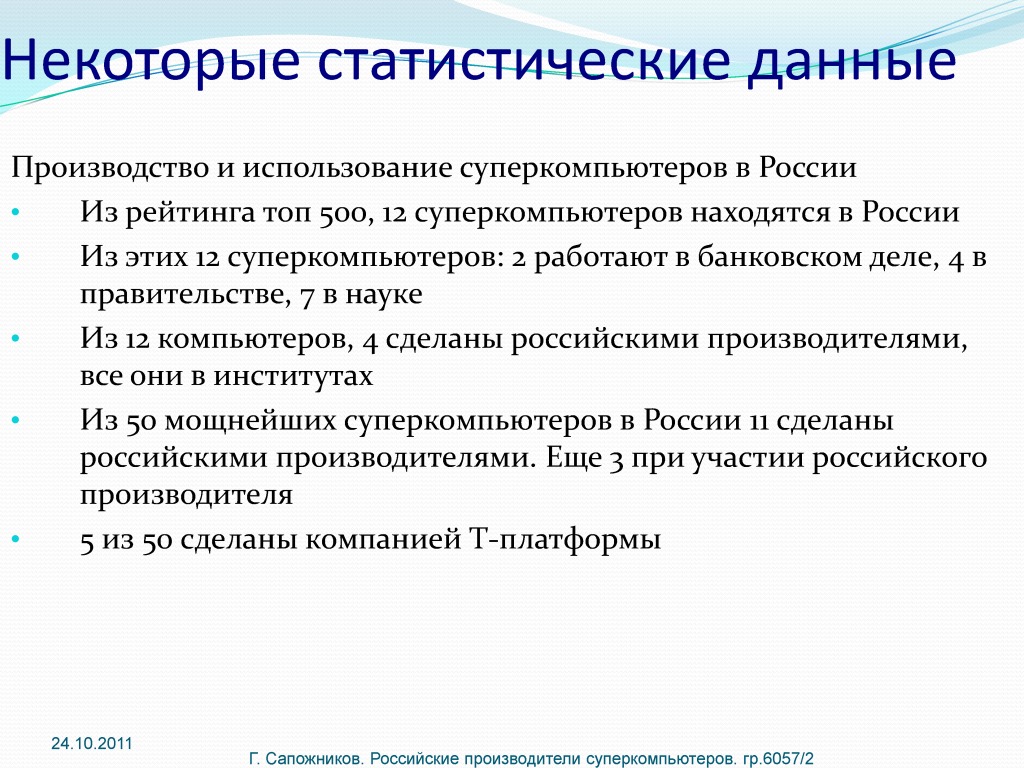 Некоторые статистические данные
Производство и использование суперкомпьютеров в России
• Из рейтинга топ 500, 12 суперкомпьютеров находятся в России
• Из этих 12 суперкомпьютеров: 2 работают в банковском деле, 4 в
правительстве, 7 в науке
• Из 12 компьютеров, 4 сделаны российскими производителями,
все они в институтах
• Из 50 мощнейших суперкомпьютеров в России 11 сделаны
российскими производителями. Еще 3 при участии российского
производителя
• 5 из 50 сделаны компанией Т-платформы
24.10.2011
Г. Сапожников. Российские производители суперкомпьютеров. гр.6057/2